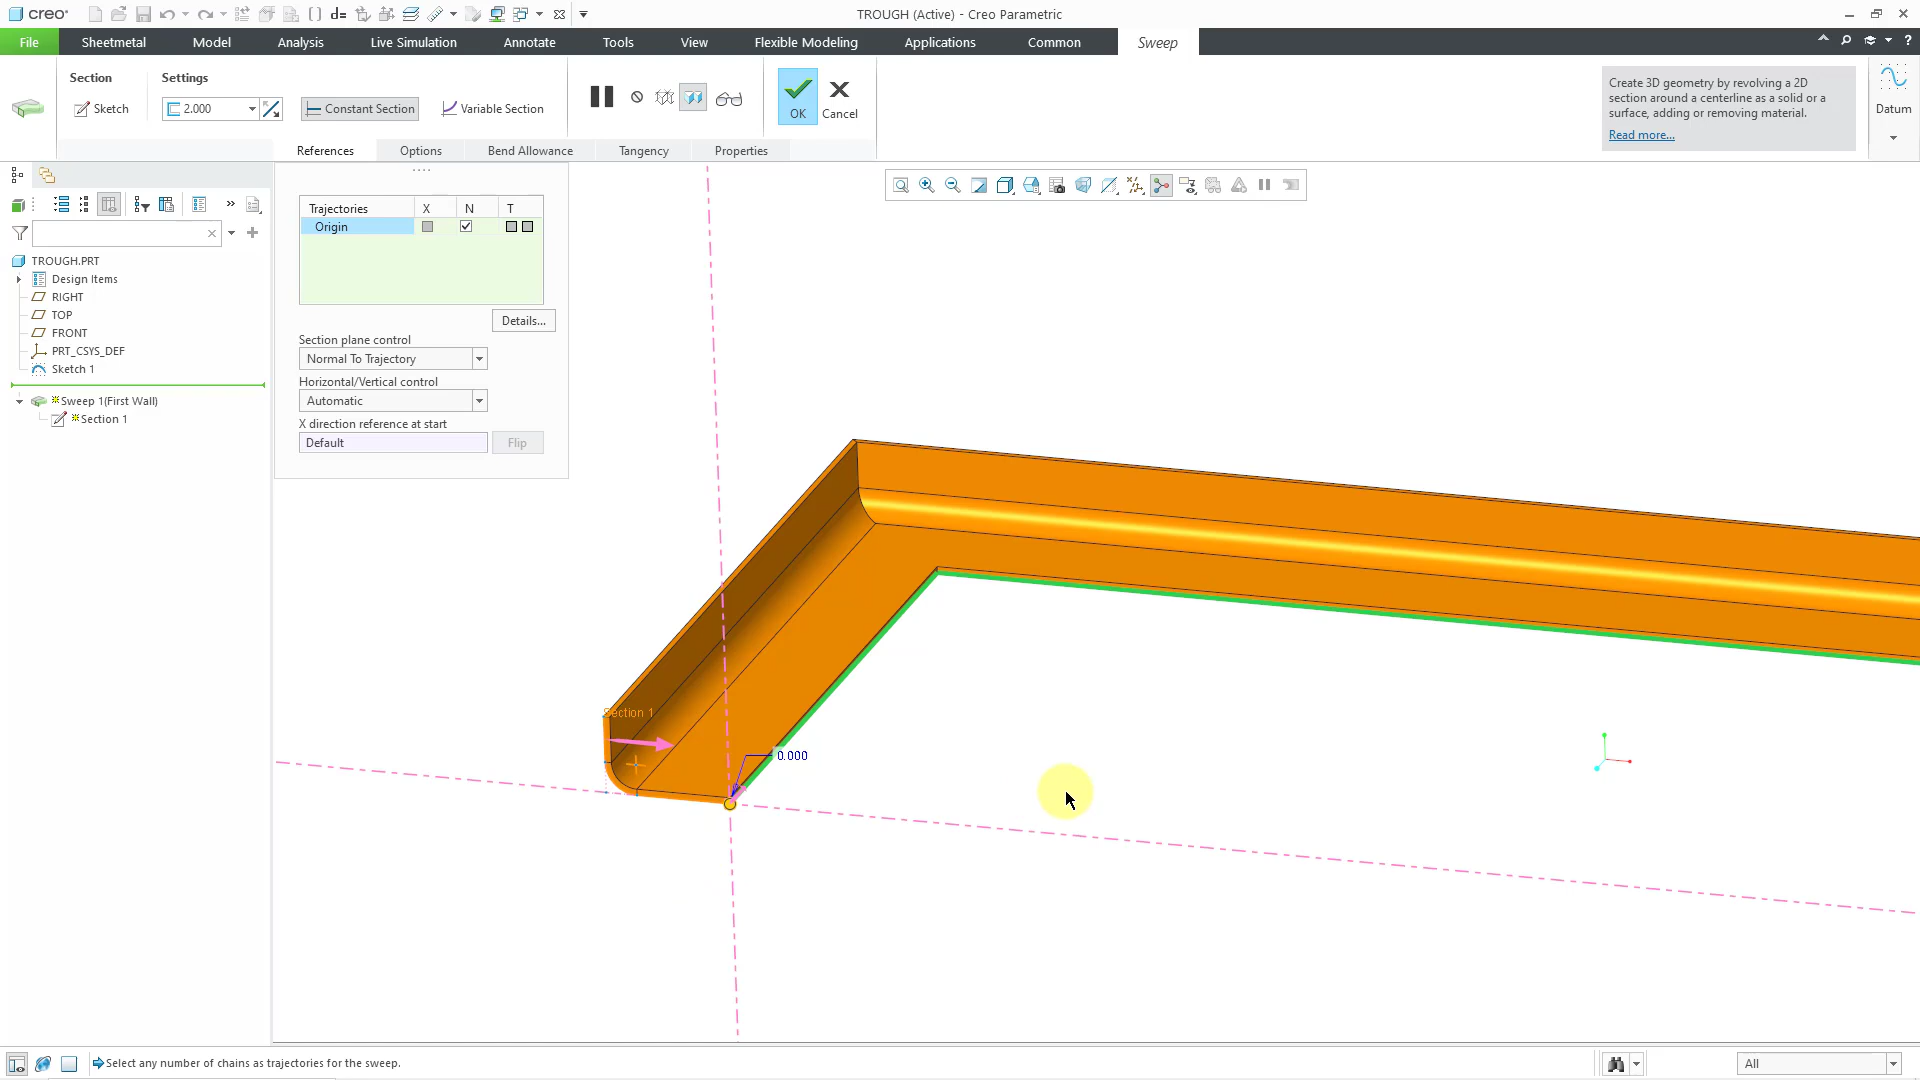 creo
TROUGH (Active) - Creo Parametric
File
Sheetmetal
Model
Analysis
Live Simulation
Annotate
Tools
View
Flexible Modeling
Applications
Common
Sweep
Section
Settings
Sketch
2.000
Constant Section
Variable Section
OK
Cancel
Create 3D geometry by revolving a 2D
section around a centerline as a solid or a
surface, adding or removing material.
Read more...
Datum
References
Options
Bend Allowance
Tangency
Properties
Trajectories X N T
Origin
Details...
Section plane control
Normal To Trajectory
Horizontal/Vertical control
Automatic
X direction reference at start
Default
Flip
TROUGH.PRT
Design Items
RIGHT
TOP
FRONT
PRT_CSYS_DEF
Sketch 1
Sweep 1(First Wall)
Section 1
Section 1
0.000
Select any number of chains as trajectories for the sweep.
All